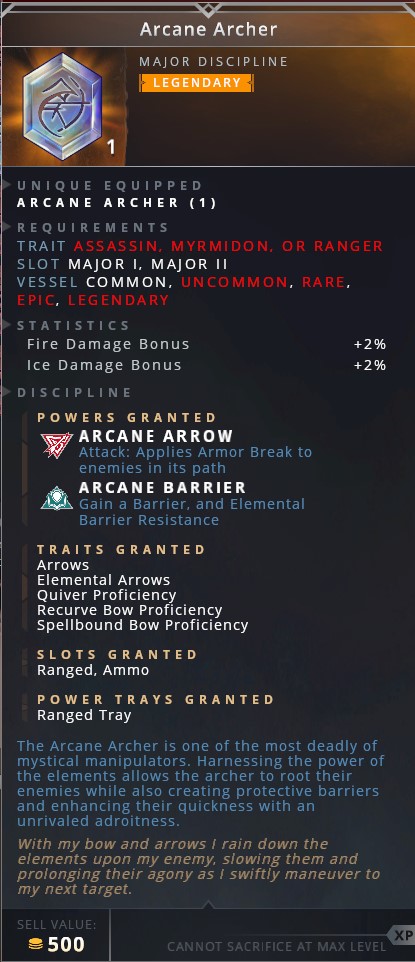 Arcane Archer
MAJOR DISCIPLINE
LEGENDARY
1
UNIQUE EQUIPPED
ARCANE ARCHER (1)
REQUIREMENTS
TRAIT ASSASSIN, MYRMIDON, OR RANGER
SLOT MAJOR I, MAJOR II
VESSEL COMMON, UNCOMMON, RARE,
EPIC, LEGENDARY
STATISTICS
Fire Damage Bonus +2%
Ice Damage Bonus +2%
DISCIPLINE
POWERS GRANTED
ARCANE ARROW
Attack: Applies Armor Break to
enemies in its path
ARCANE BARRIER
Gain a Barrier, and Elemental
Barrier Resistance
TRAITS GRANTED
Arrows
Elemental Arrows
Quiver Proficiency
Recurve Bow Proficiency
Spellbound Bow Proficiency
SLOTS GRANTED
Ranged, Ammo
POWER TRAYS GRANTED
Ranged Tray
The Arcane Archer is one of the most deadly of
mystical manipulators. Harnessing the power of
the elements allows the archer to root their
enemies while also creating protective barriers
and enhancing their quickness with an
unrivaled adroitness.
With my bow and arrows I rain down the
elements upon my enemy, slowing them and
prolonging their agony as I swiftly maneuver to
my next target.
SELL VALUE:
500
XP
CANNOT SACRIFICE AT MAX LEVEL